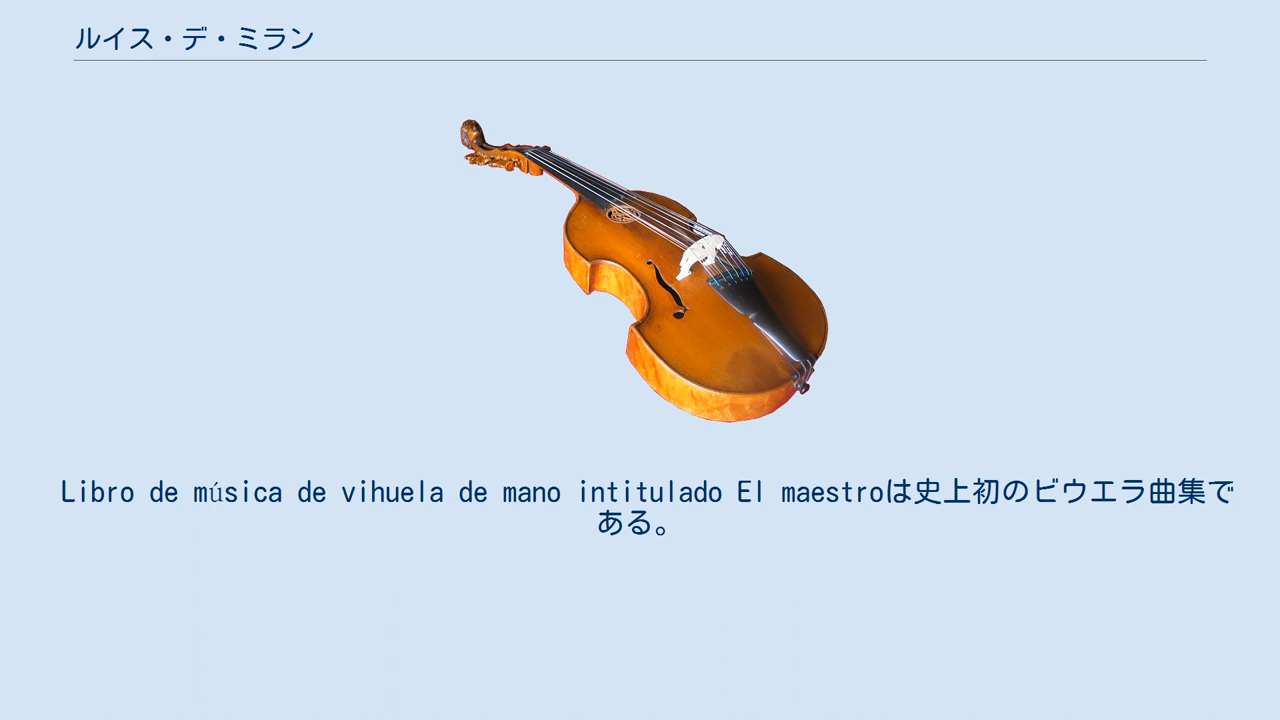 ルイス・デ・ミラン
Libro de música de vihuela de mano intitulado El maestroは史上初のビウエラ曲集で
ある。